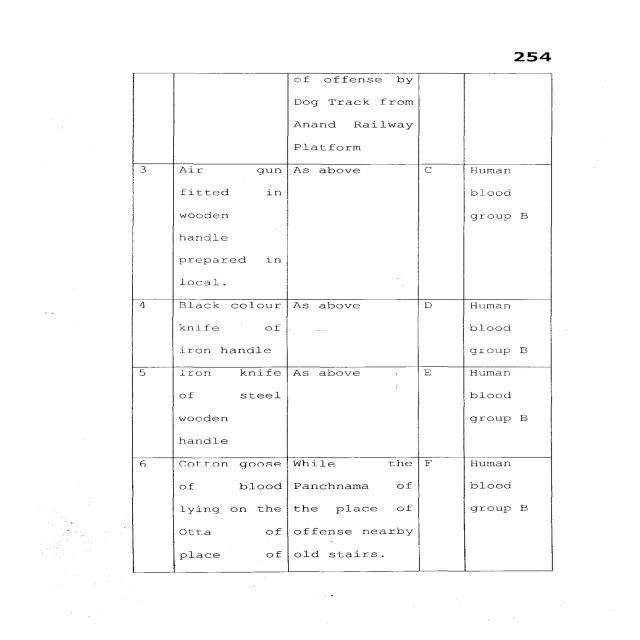 254
of offense by
Dog Track from
Anand Railway
Platform
3 Air gun As above C Human
fitted in blood
wooden group B
handle
prepared in
local.
4 Black colour As above D Human
knife of blood
iron handle group B
5 Iron knife As above E Human
of steel blood
wooden group B
handle
6 Cotton goose While the F Human
of blood Panchnama of blood
lying on the the place of group B
Otta of offense nearby
place of old stairs.